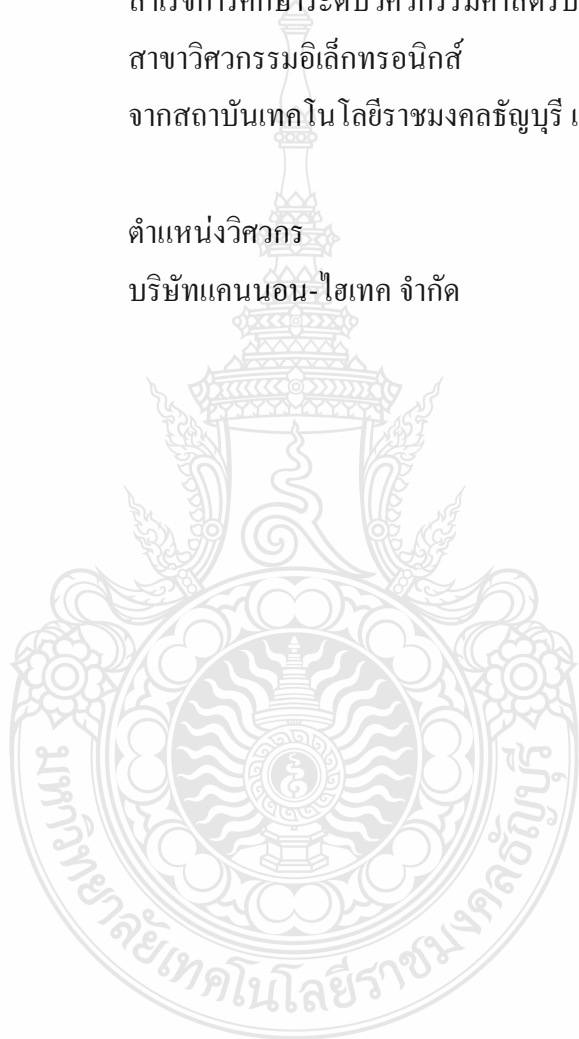 สาขาวิศวกรรมอิเล็กทรอนิกส์
จากสถาบันเทคโนโลยีราชมงคลธัญบุรี
ตำแหน่งวิศวกร
บริษัทแคนนอน-ไฮเทค จำกัด
มหาวิทยาลัยเทคโนโลยีราชมงคลธัญบุรี